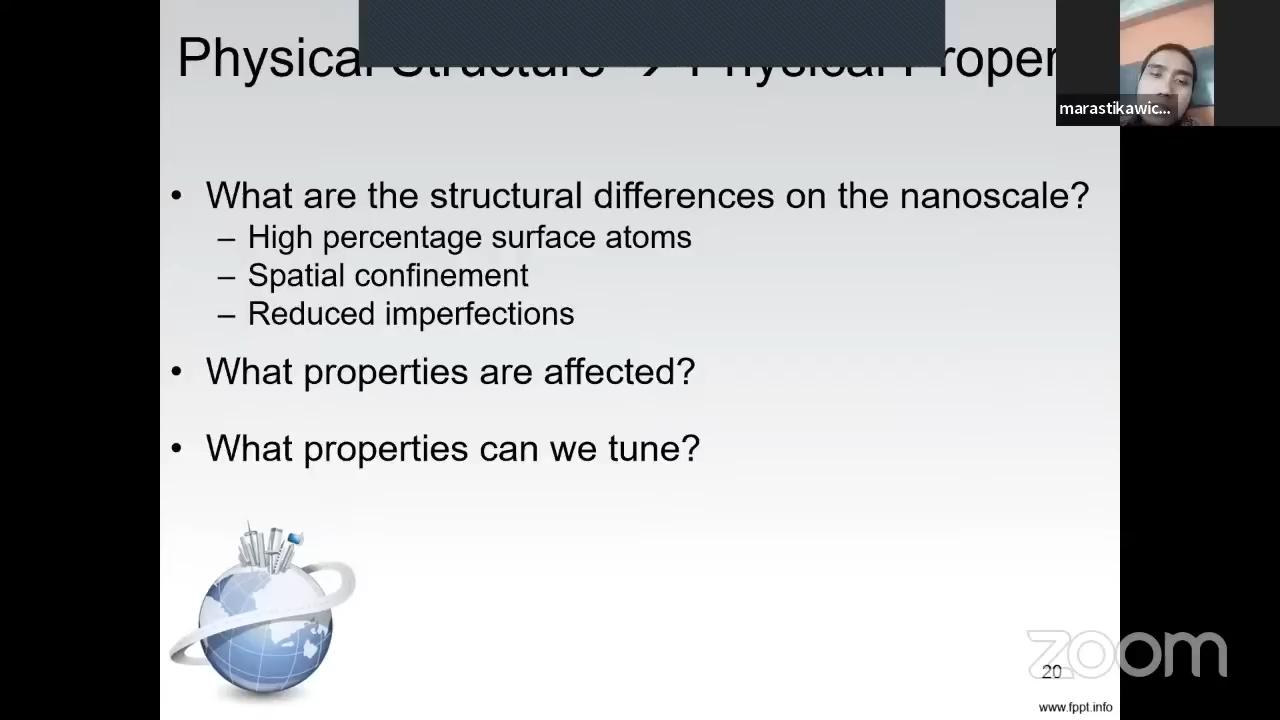 Physical Structure → Physical Proper
marastikawic...
• What are the structural differences on the nanoscale?
– High percentage surface atoms
– Spatial confinement
– Reduced imperfections
• What properties are affected?
• What properties can we tune?
zoom
20
www.fppt.info